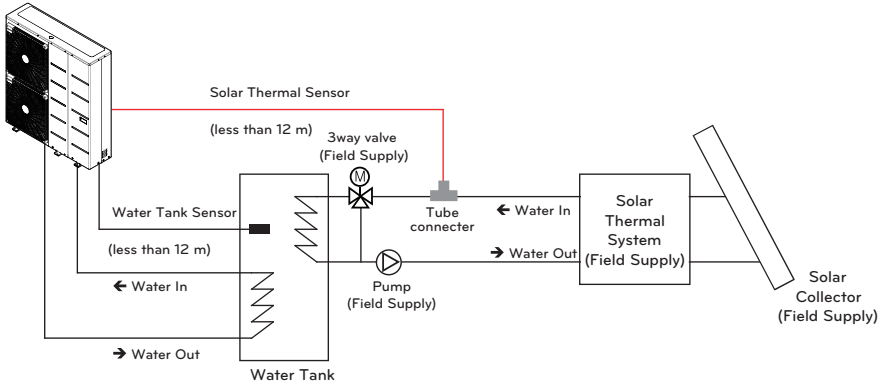 Solar Thermal Sensor
(less than 12 m)
3way valve
(Field Supply)
M
Water Tank Sensor
(less than 12 m)
Tube
connecter
← Water In
Solar
Thermal
System
(Field Supply)
→ Water Out
← Water In
Pump
(Field Supply)
Solar
Collector
(Field Supply)
→ Water Out
Water Tank